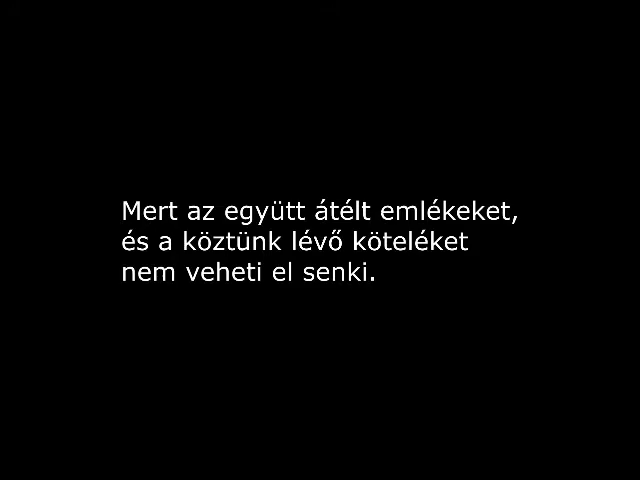 Mert az együtt átélt emlékeket,
és a köztünk lévő köteléket
nem veheti el senki.